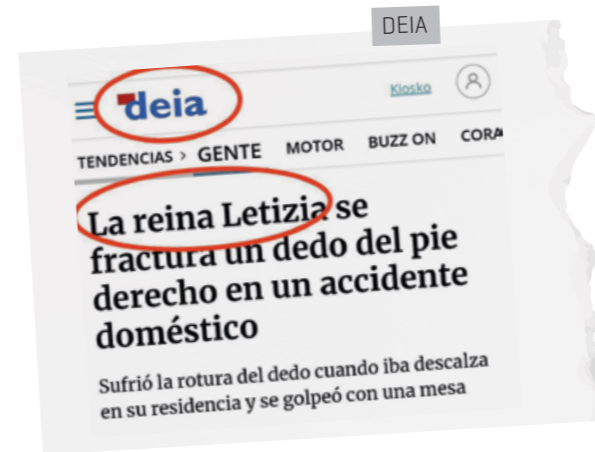 DEIA
deia
Kiosko
TENDENCIAS > GENTE MOTOR BUZZ ON CORA
La reina Letizia se
fractura un dedo del pie
derecho en un accidente
doméstico
Sufrió la rotura del dedo cuando iba descalza
en su residencia y se golpeó con una mesa